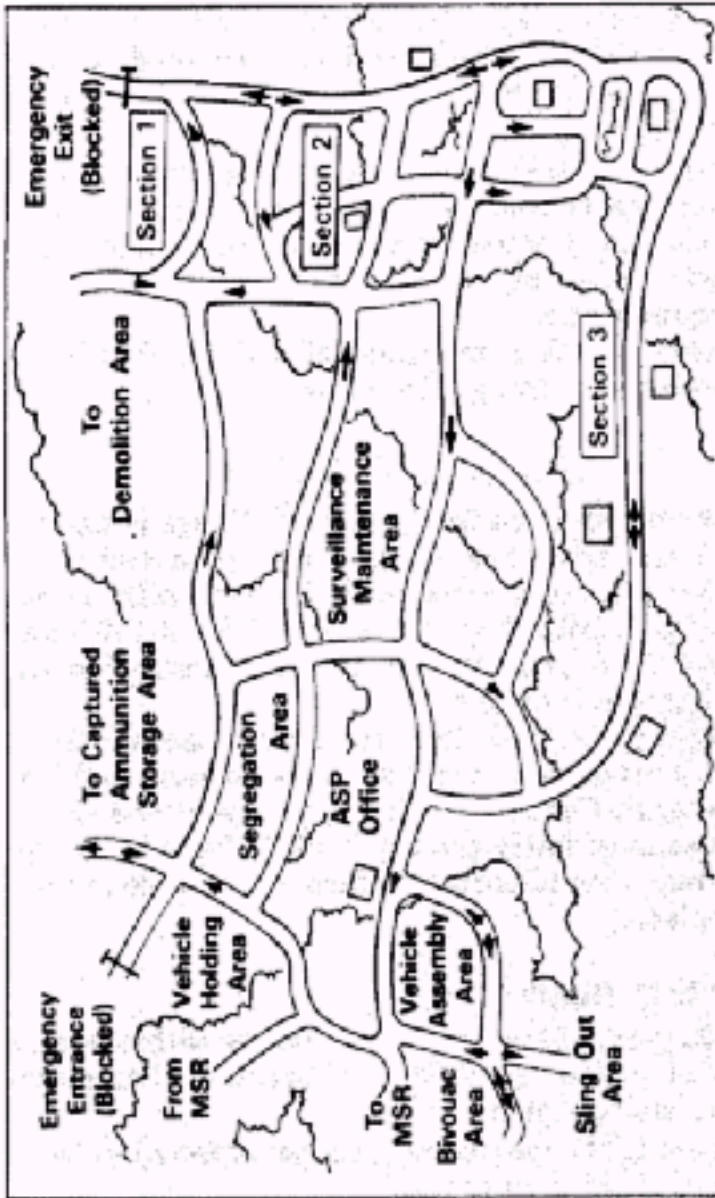 Emergency
Entrance
(Blocked)
To Captured
Ammunition
Storage Area
To
Demolition Area
Emergency
Exit
(Blocked)
From
MSR
Vehicle
Holding
Area
Segregation
Area
Section 1
To
MSR
ASP
Office
Surveillance
Maintenance
Area
Section 2
Bivouac
Area
Vehicle
Assembly
Area
Sling Out
Area
Section 3